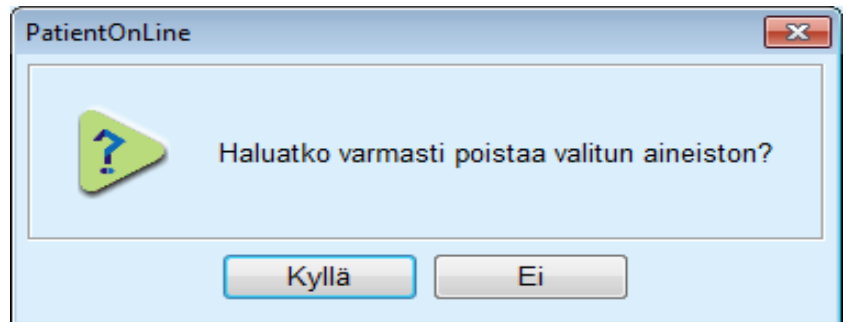 PatientOnLine
Haluatko varmasti poistaa valitun aineiston?
Kyllä
Ei